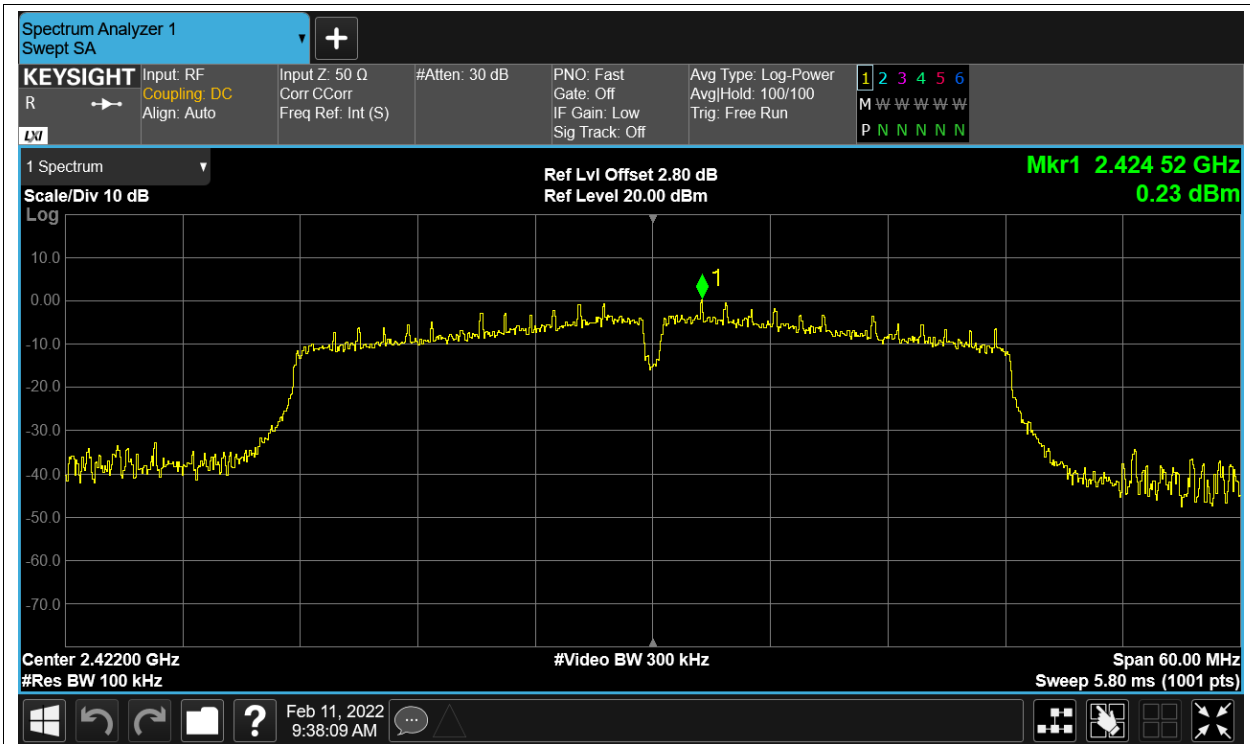 Spectrum Analyzer 1
Swept SA
KEYSIGHT Input: RF Input Z: 50 Ω #Atten: 30 dB PNO: Fast Avg Type: Log-Power 1 2 3 4 5 6
R Coupling: DC Corr CCorr Gate: Off Avg|Hold: 100/100 M W W W W W
Align: Auto Freq Ref: Int (S) IF Gain: Low Trig: Free Run
LXI Sig Track: Off P N N N N N
1 Spectrum Ref Lvl Offset 2.80 dB Mkr1 2.424 52 GHz
Scale/Div 10 dB Ref Level 20.00 dBm 0.23 dBm
Log
1
10.0
0.00
-10.0
-20.0
-30.0
-40.0
-50.0
-60.0
-70.0
Center 2.42200 GHz #Video BW 300 kHz Span 60.00 MHz
#Res BW 100 kHz Sweep 5.80 ms (1001 pts)
? Feb 11, 2022
9:38:09 AM